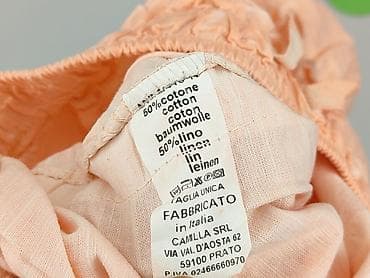 50% cotone
cotton
coton
baumwolle
50% lino
linen
lin
leinen
TAGLIA UNICA
FABBRICATO
in Italia
CAMILLA SRL
VIA VAL D'AOSTA 62
59100 PRATO
P.IVA 02466660970